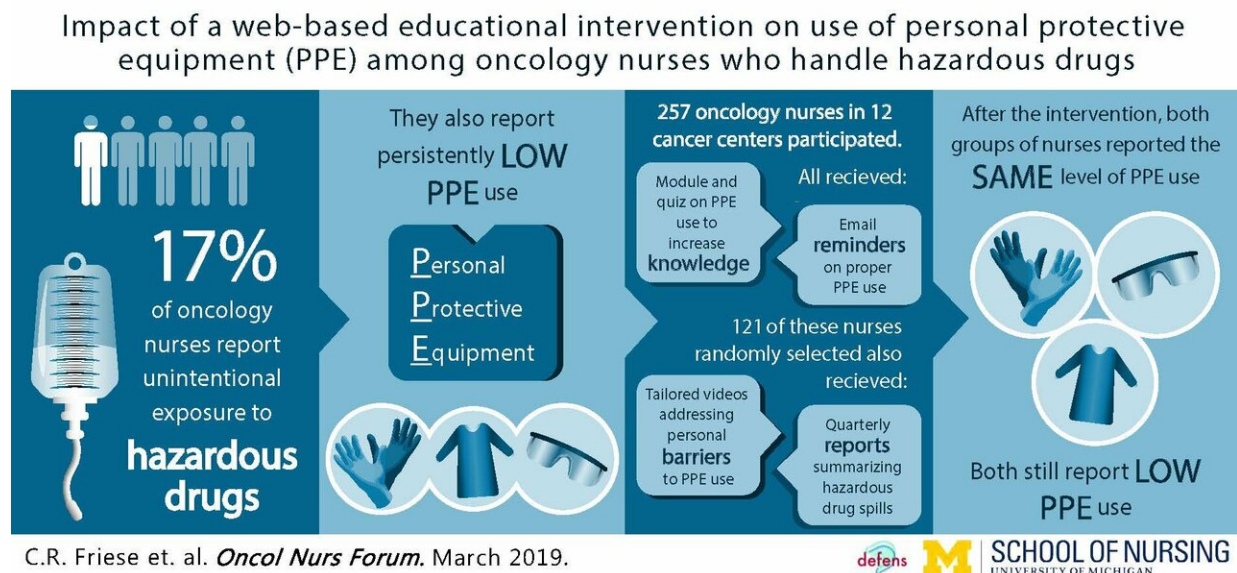 Impact of a web-based educational intervention on use of personal protective
equipment (PPE) among oncology nurses who handle hazardous drugs
17%
of oncology
nurses report
unintentional
exposure to
hazardous
drugs
They also report
persistently LOW
PPE use
Personal
Protective
Equipment
257 oncology nurses in 12
cancer centers participated.
All recieved:
Module and
quiz on PPE
use to
increase
knowledge
Email
reminders
on proper
PPE use
121 of these nurses
randomly selected also
recieved:
Tailored videos
addressing
personal
barriers
to PPE use
Quarterly
reports
summarizing
hazardous
drug spills
After the intervention, both
groups of nurses reported the
SAME level of PPE use
Both still report LOW
PPE use
C.R. Friese et. al. Oncol Nurs Forum. March 2019.
defens
M
SCHOOL OF NURSING
UNIVERSITY OF MICHIGAN